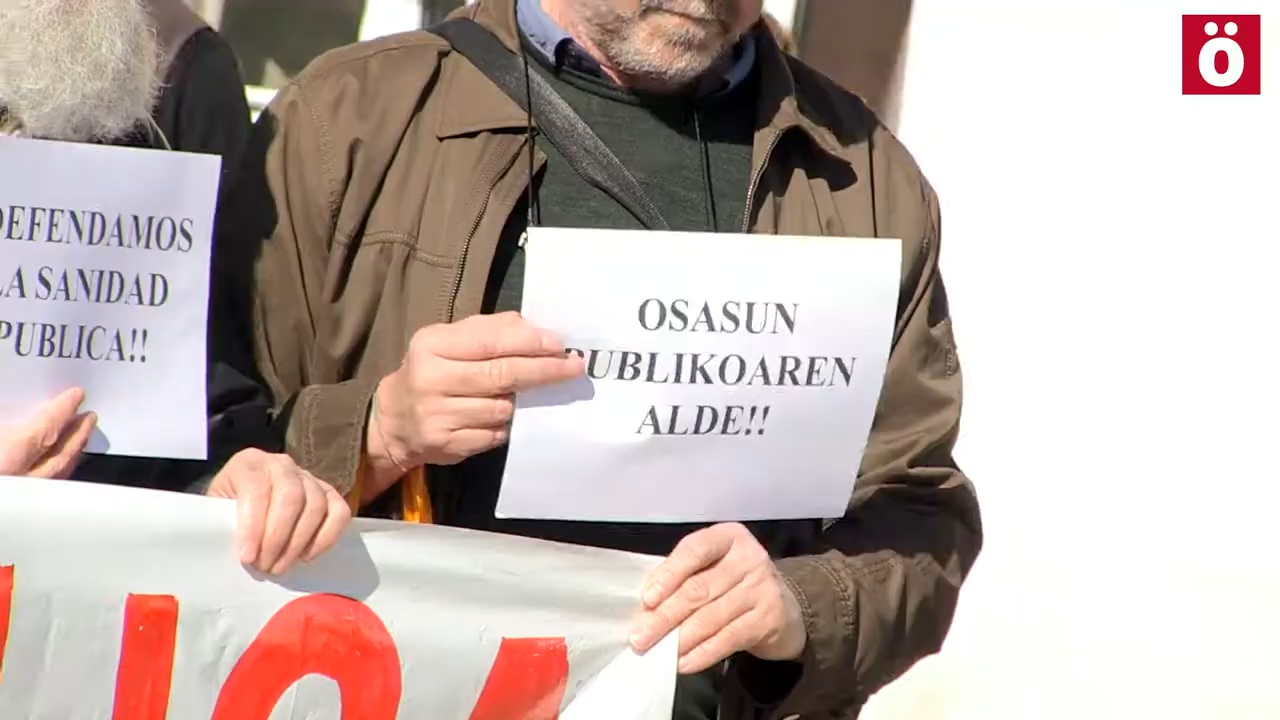 DEFENDAMOS
LA SANIDAD
PUBLICA!!
OSASUN
PUBLIKOAREN
ALDE!!
ö